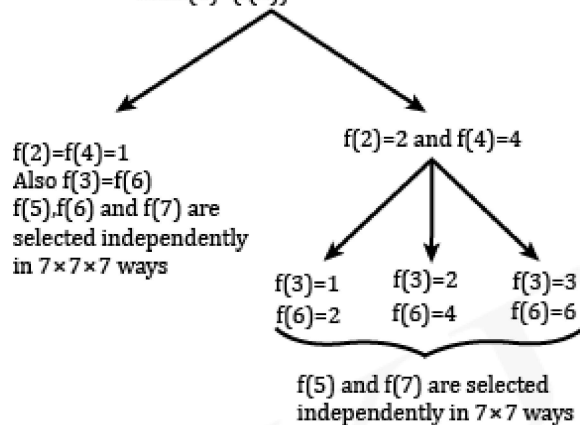 f(2)=f(4)=1
Also f(3)=f(6)
f(5),f(6) and f(7) are
selected independently
in 7×7×7 ways
f(2)=2 and f(4)=4
f(3)=1
f(6)=2
f(3)=2
f(6)=4
f(3)=3
f(6)=6
f(5) and f(7) are selected
independently in 7×7 ways